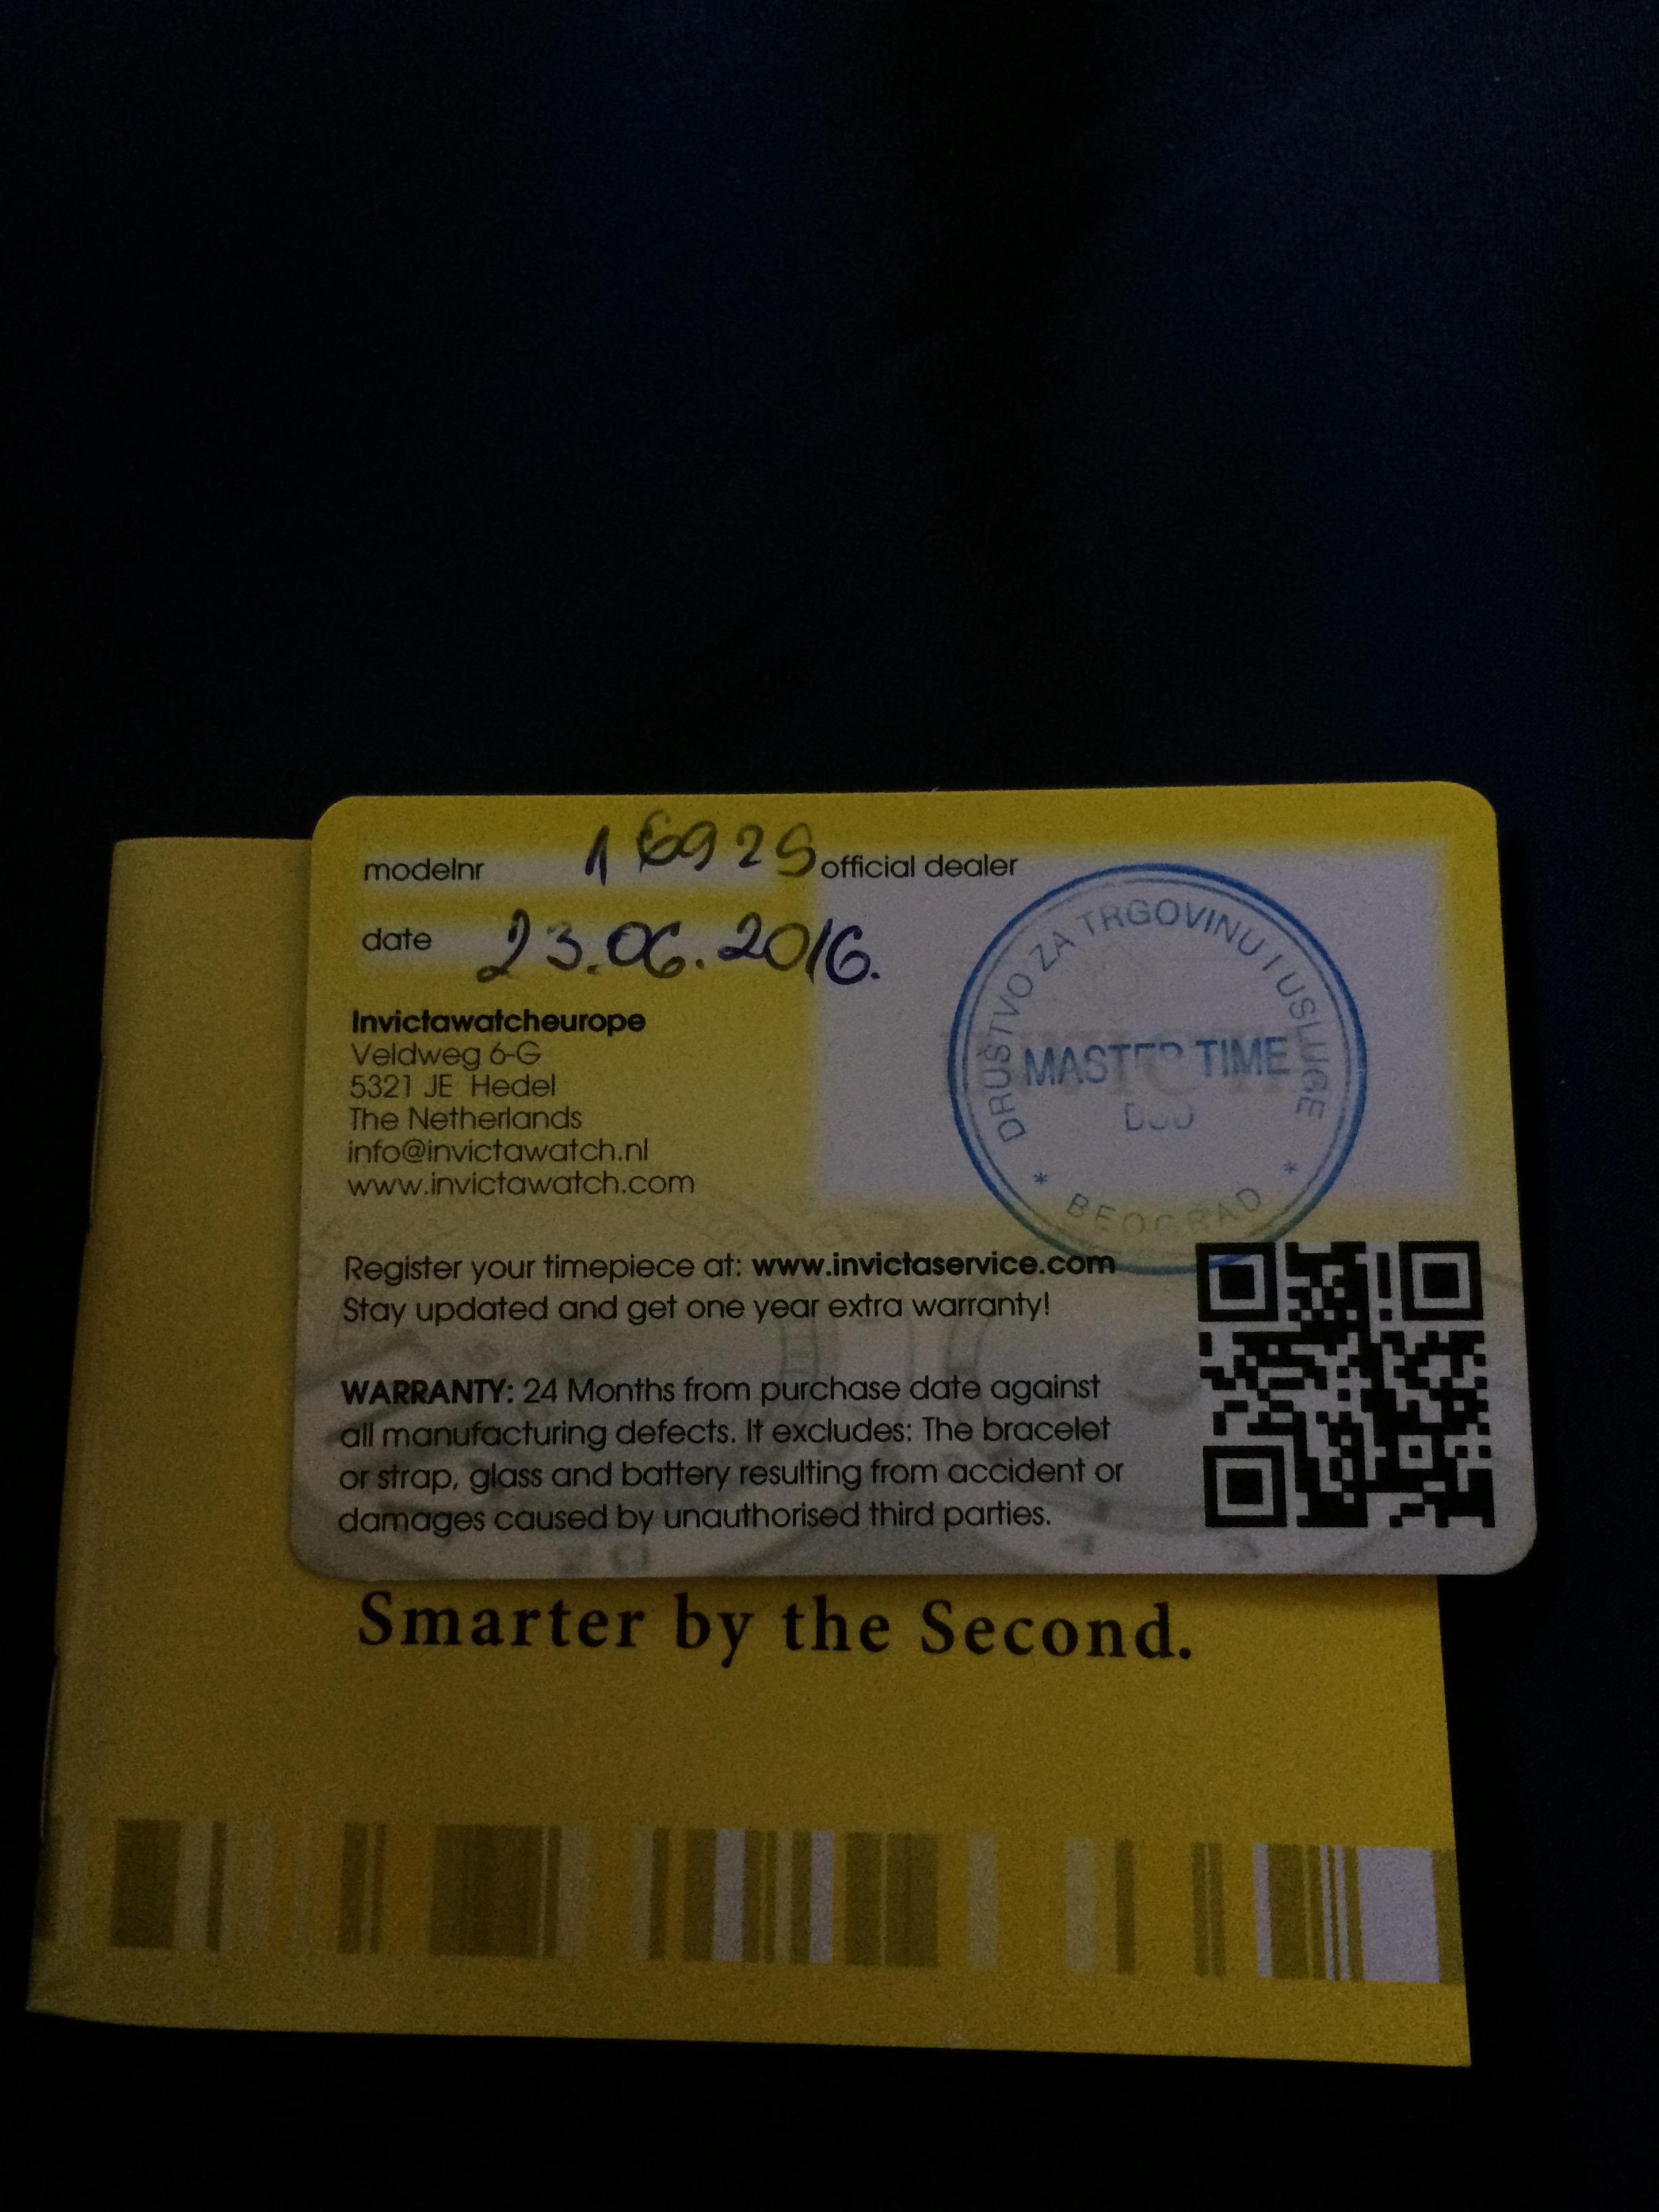 modelnr 16929 official dealer
date 23.06.2016.
Invictawatcheurope
Veldweg 6-G
5321 JE Hedel
The Netherlands
info@invictawatch.nl
www.invictawatch.com
DRUŠTVO ZA TRGOVINU I USLUGE
MASTER TIME
DOO
* BEOGRAD *
Register your timepiece at: www.invictaservice.com
Stay updated and get one year extra warranty!
WARRANTY: 24 Months from purchase date against
all manufacturing defects. It excludes: The bracelet
or strap, glass and battery resulting from accident or
damages caused by unauthorised third parties.
Smarter by the Second.